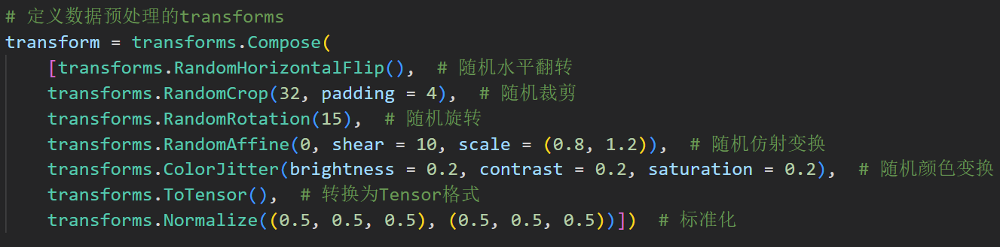 # 定义数据预处理的transforms
transform = transforms.Compose(
    [transforms.RandomHorizontalFlip(),  # 随机水平翻转
    transforms.RandomCrop(32, padding = 4),  # 随机裁剪
    transforms.RandomRotation(15),  # 随机旋转
    transforms.RandomAffine(0, shear = 10, scale = (0.8, 1.2)),  # 随机仿射变换
    transforms.ColorJitter(brightness = 0.2, contrast = 0.2, saturation = 0.2),  # 随机颜色变换
    transforms.ToTensor(),  # 转换为Tensor格式
    transforms.Normalize((0.5, 0.5, 0.5), (0.5, 0.5, 0.5))])  # 标准化